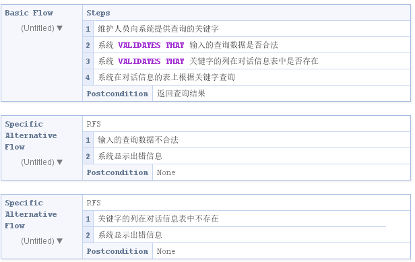 Basic Flow
(Untitled) ▼
Steps
1 维护人员向系统提供查询的关键字
2 系统 VALIDATES THAT 输入的查询数据是否合法
3 系统 VALIDATES THAT 关键字的列在对话信息表中是否存在
4 系统在对话信息的表上根据关键字查询
Postcondition 返回查询结果
Specific Alternative Flow
(Untitled) ▼
RFS
1 输入的查询数据不合法
2 系统显示出错信息
Postcondition None
Specific Alternative Flow
(Untitled) ▼
RFS
1 关键字的列在对话信息表中不存在
2 系统显示出错信息
Postcondition None